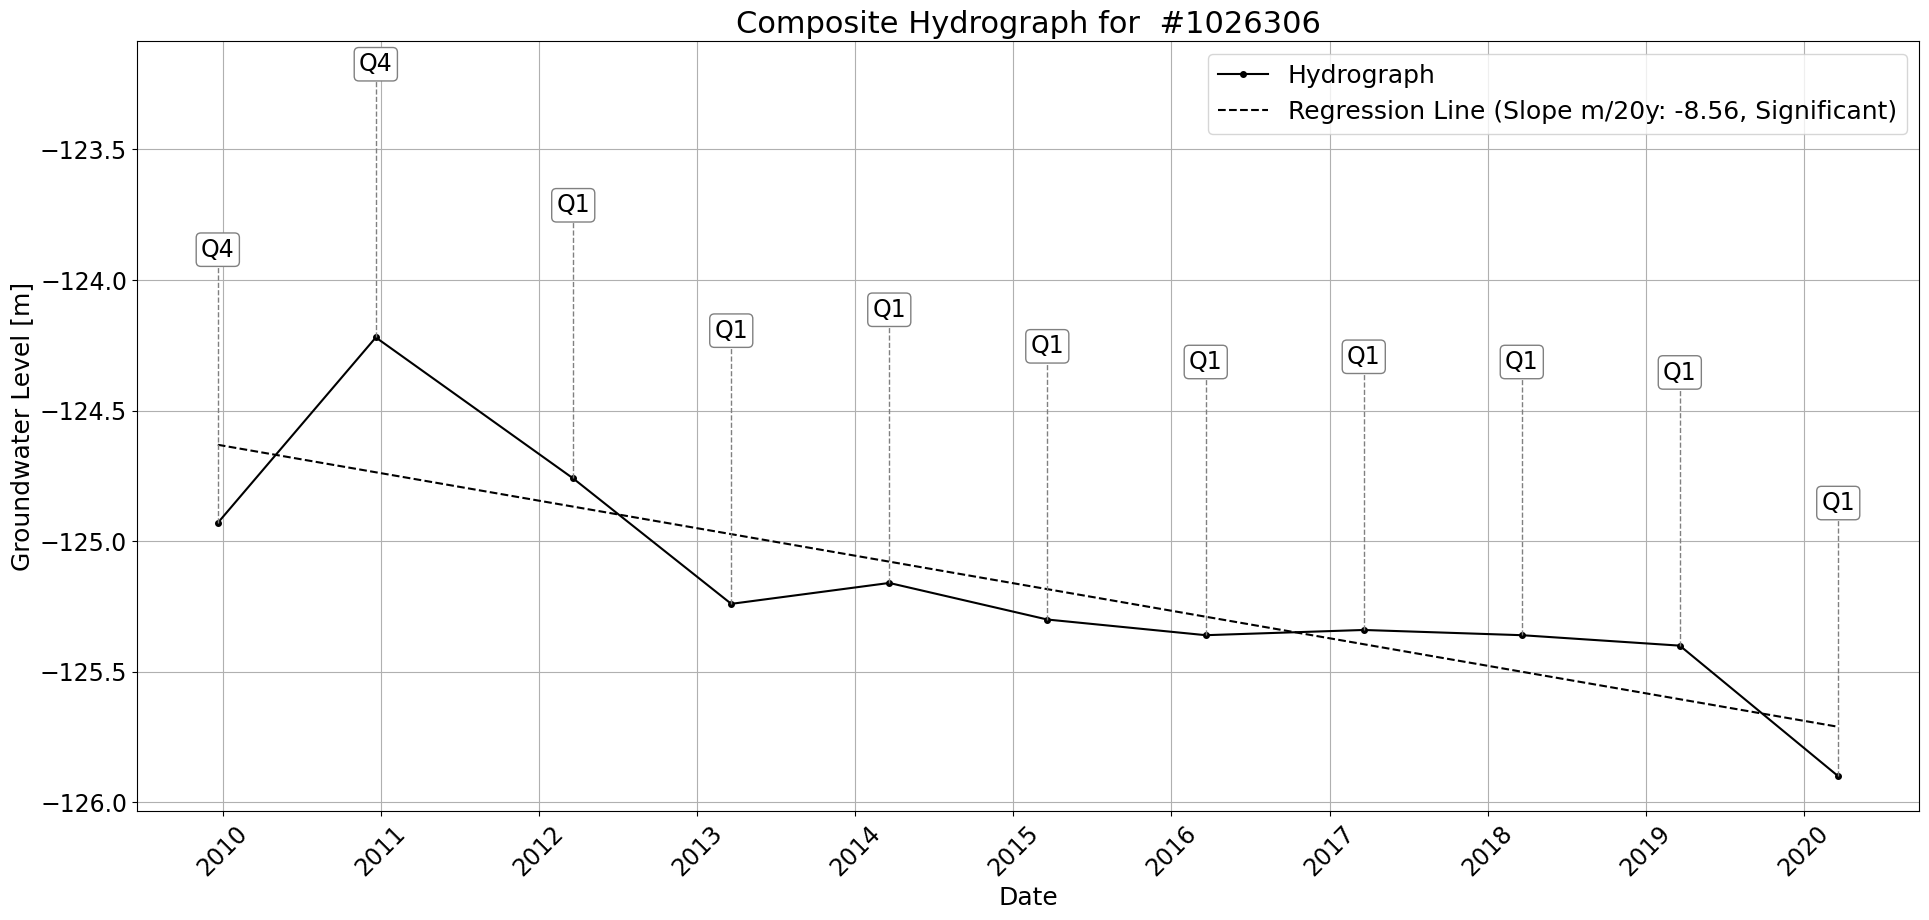 Composite Hydrograph for  #1026306
Hydrograph
Regression Line (Slope m/20y: -8.56, Significant)
Q4
Q4
Q1
Q1
Q1
Q1
Q1
Q1
Q1
Q1
Q1
Groundwater Level [m]
−123.5
−124.0
−124.5
−125.0
−125.5
−126.0
2010
2011
2012
2013
2014
2015
2016
2017
2018
2019
2020
Date